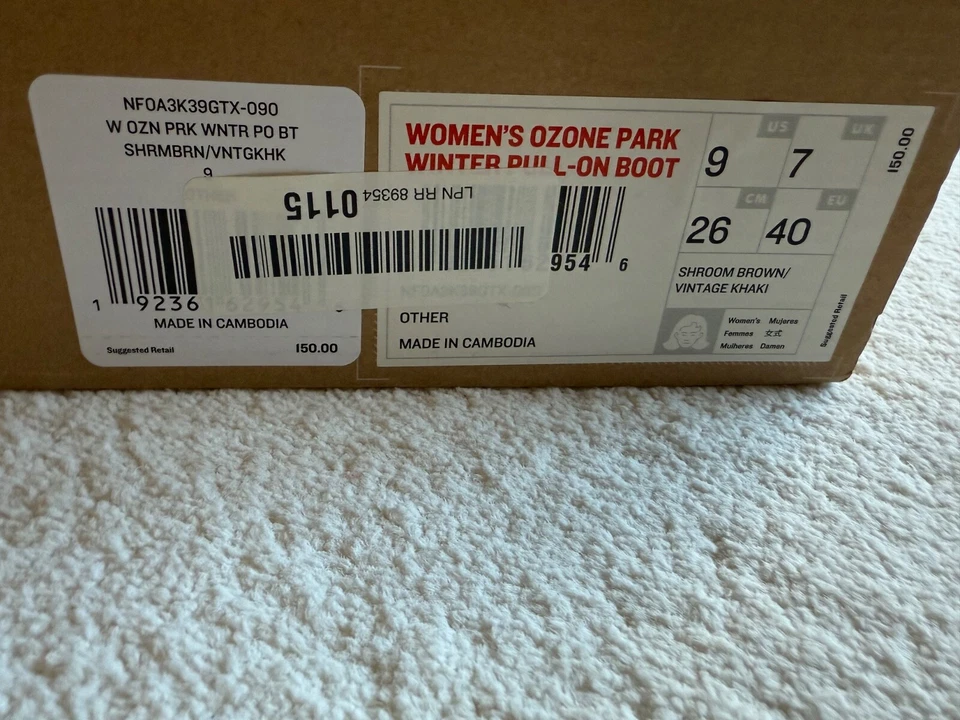 NF0A3K39GTX-090
W OZN PRK WNTR PO BT
SHRMBRN/VNTGKHK
9
1 9236
MADE IN CAMBODIA
Suggested Retail 150.00
LPN RR 89354
0115
WOMEN'S OZONE PARK
WINTER PULL-ON BOOT
954 6
OTHER
MADE IN CAMBODIA
US UK
9 7
CM EU
26 40
SHROOM BROWN/
VINTAGE KHAKI
Women's Mujeres
Femmes 女式
Mulheres Damen
150.00
Suggested Retail